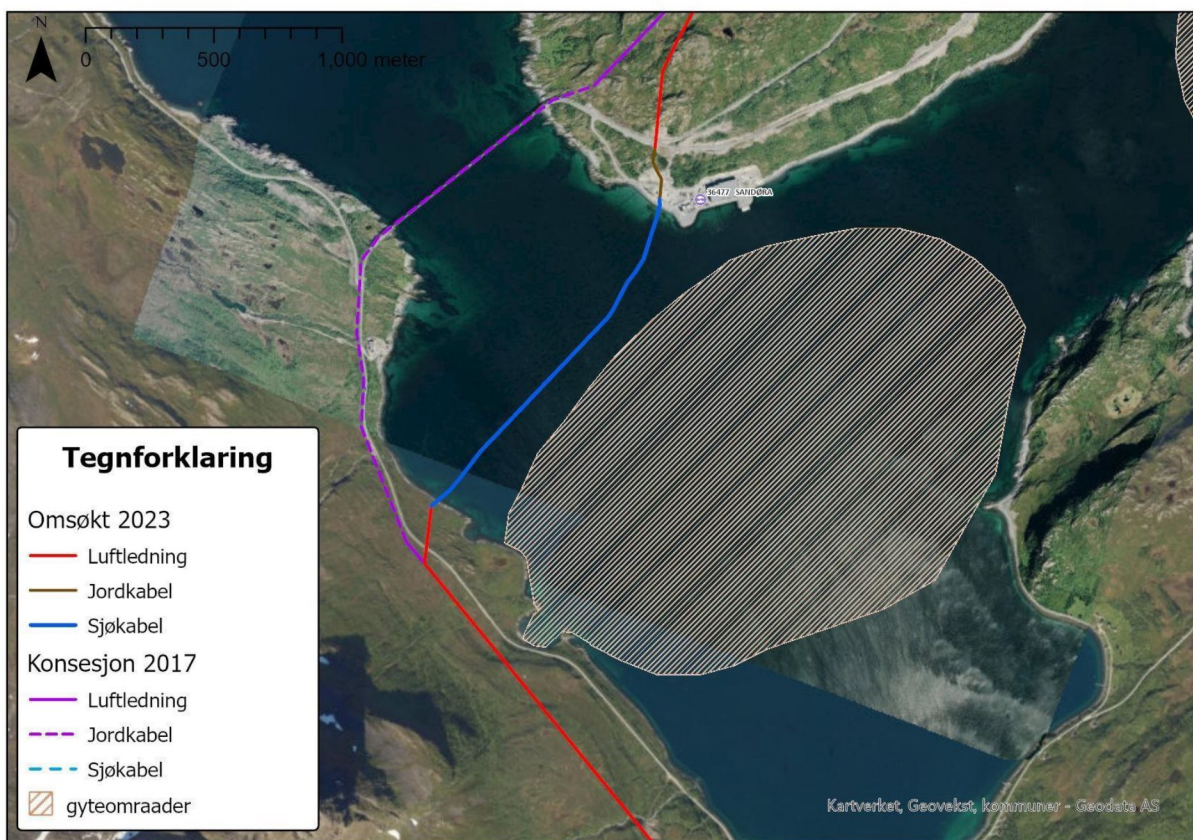 N
0 500 1,000 meter
36477 SANDØRA
Tegnforklaring
Omsøkt 2023
Luftledning
Jordkabel
Sjøkabel
Konsesjon 2017
Luftledning
Jordkabel
Sjøkabel
gyteomraader
Kartverket, Geovekst, kommuner - Geodata AS